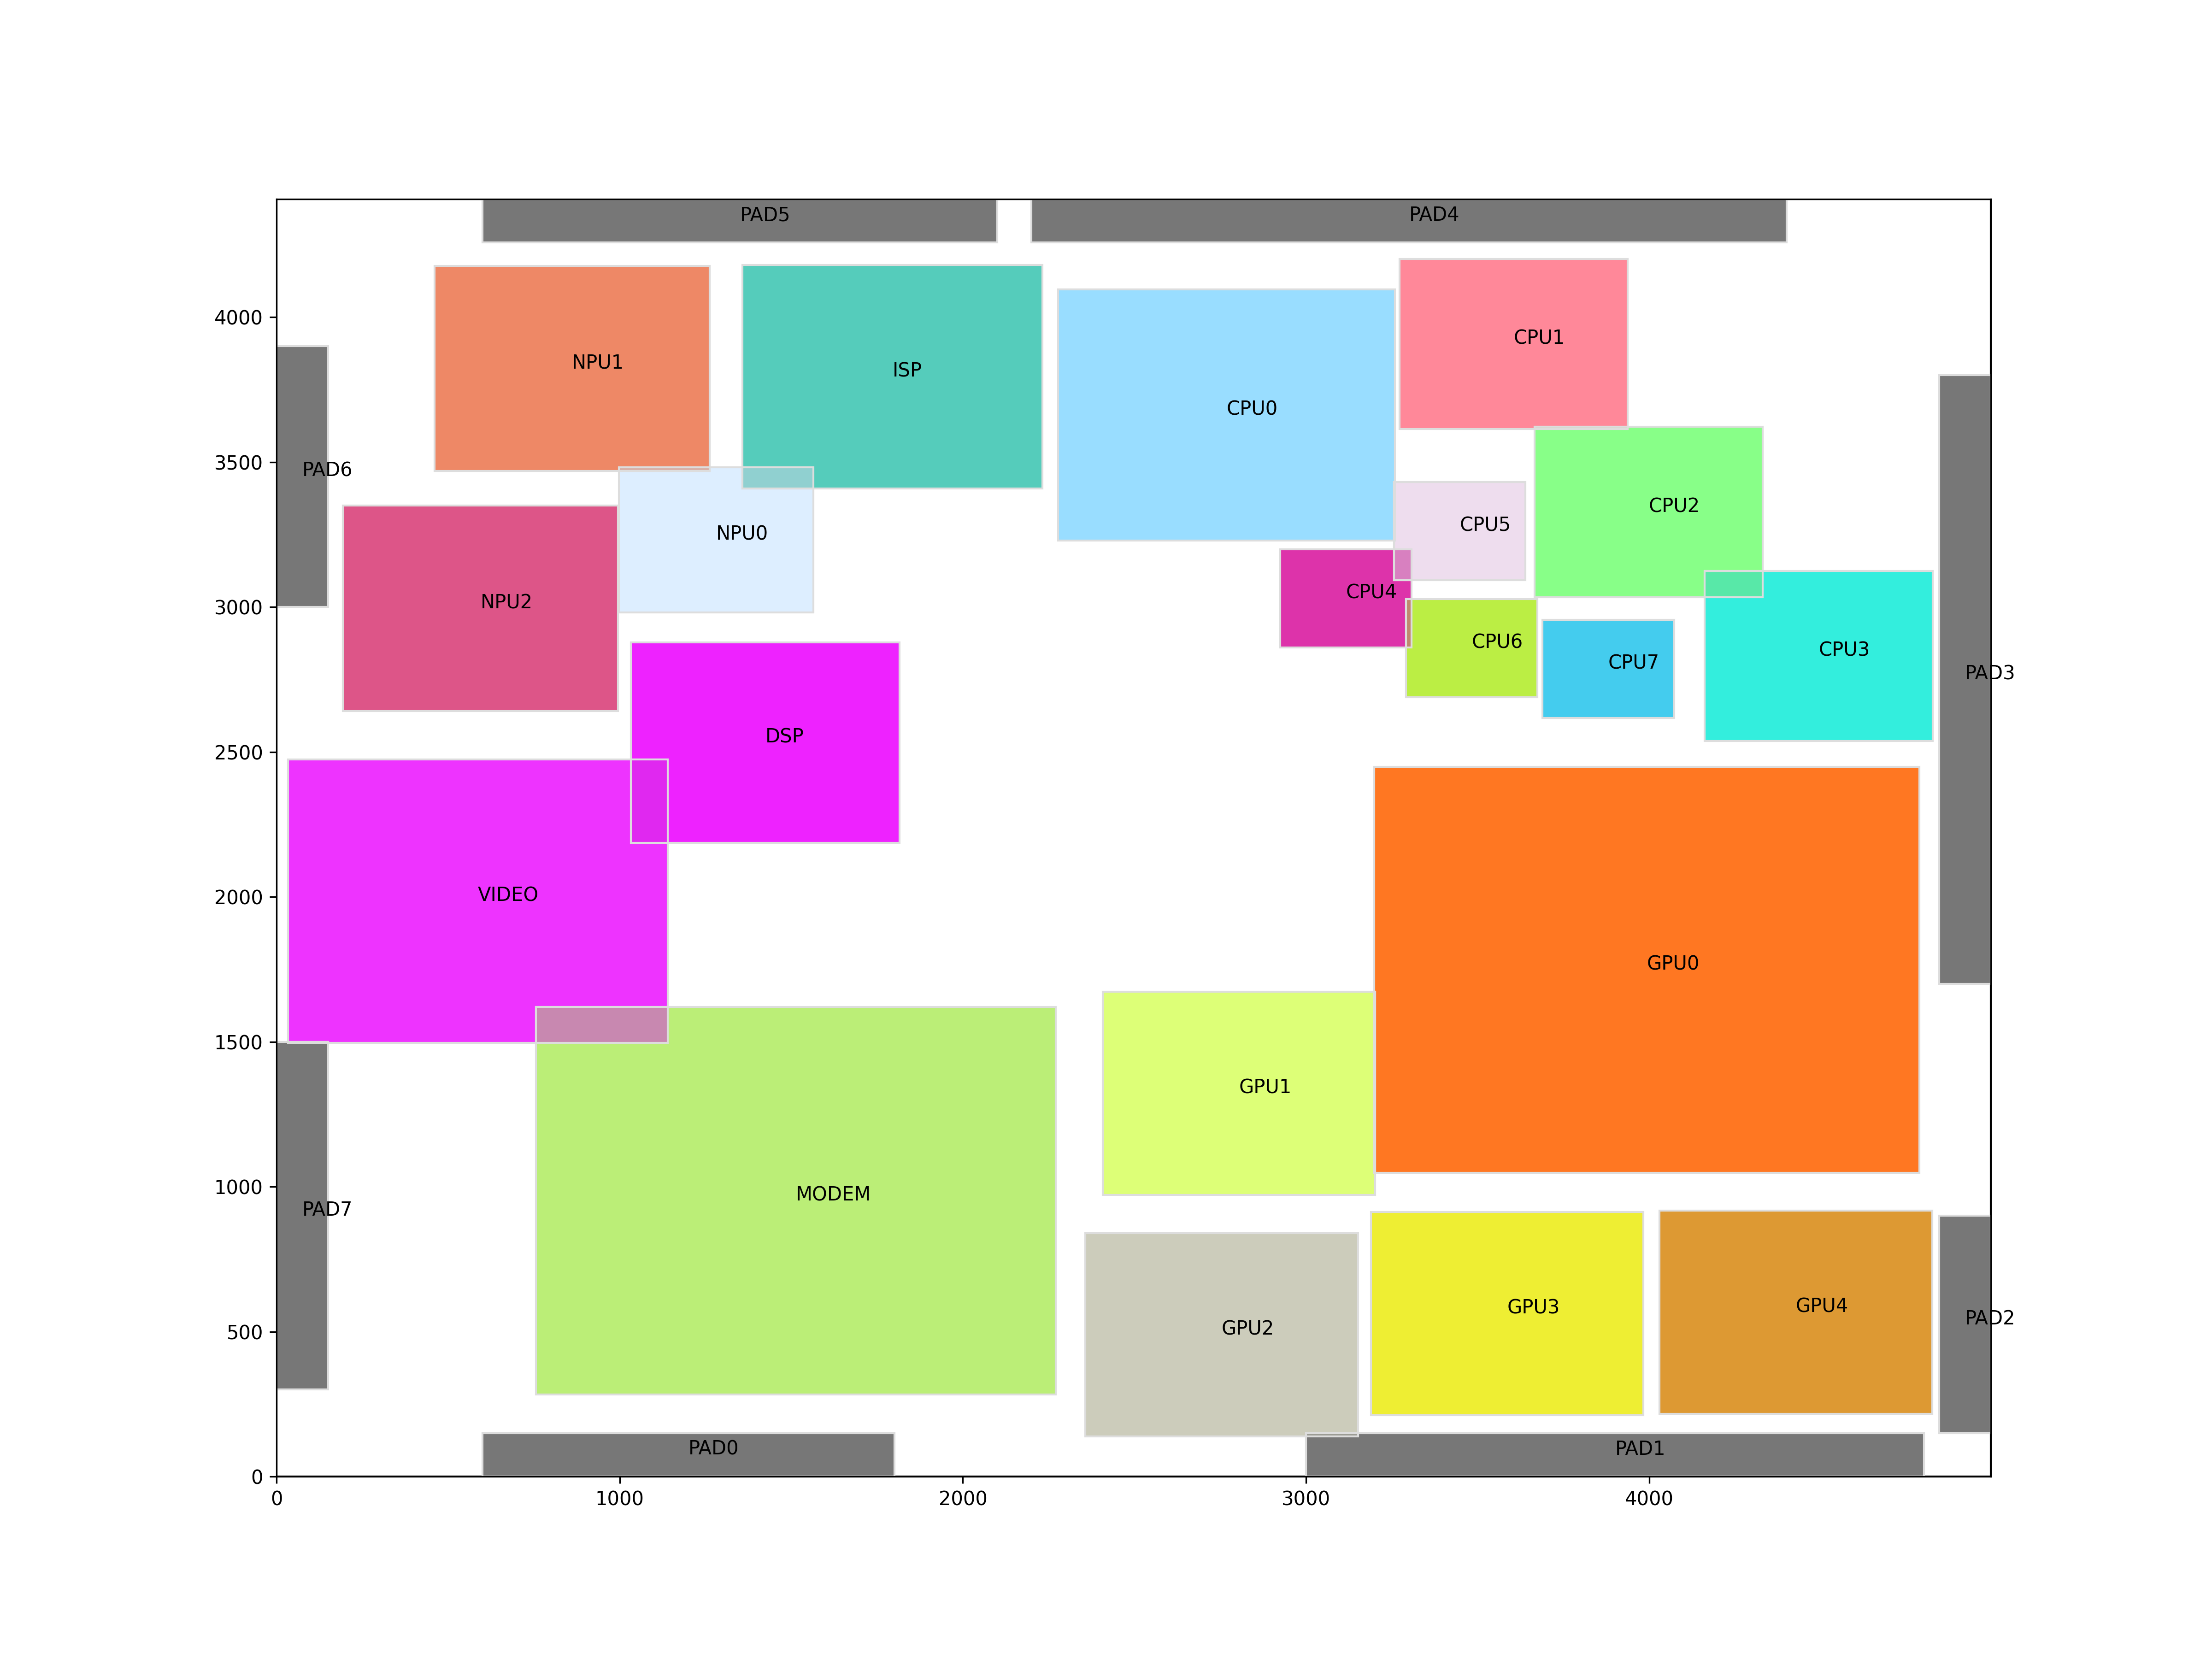 PAD5
PAD4
4000
CPU1
NPU1
ISP
CPU0
3500
PAD6
CPU2
CPU5
NPU0
3000
NPU2
CPU4
CPU6
CPU3
CPU7
PAD3
DSP
2500
2000
VIDEO
GPU0
1500
GPU1
1000
MODEM
PAD7
500
GPU2
GPU3
GPU4
PAD2
PAD0
PAD1
0
0
1000
2000
3000
4000